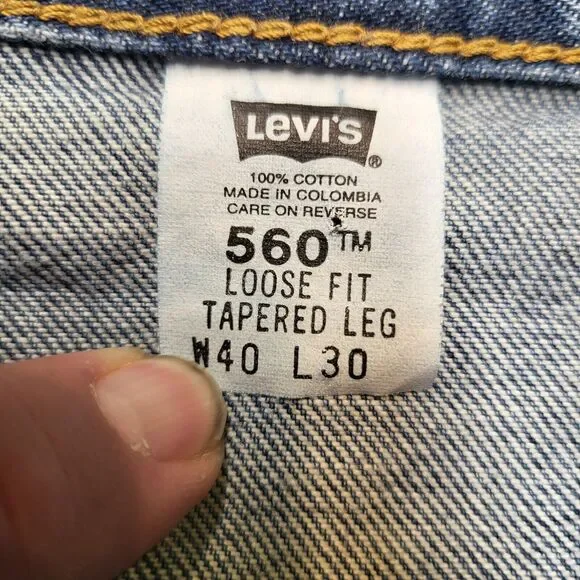 Levi's ®
100% COTTON
MADE IN COLOMBIA
CARE ON REVERSE
560™
LOOSE FIT
TAPERED LEG
W40 L30